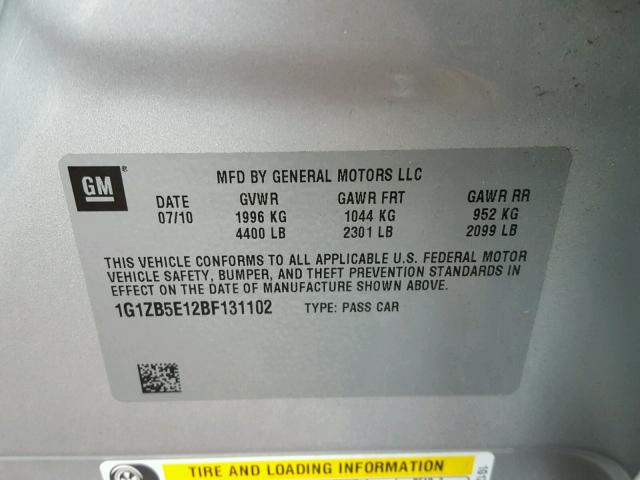 GM ® MFD BY GENERAL MOTORS LLC
DATE GVWR GAWR FRT GAWR RR
07/10 1996 KG 1044 KG 952 KG
4400 LB 2301 LB 2099 LB
THIS VEHICLE CONFORMS TO ALL APPLICABLE U.S. FEDERAL MOTOR
VEHICLE SAFETY, BUMPER, AND THEFT PREVENTION STANDARDS IN
EFFECT ON THE DATE OF MANUFACTURE SHOWN ABOVE.
1G1ZB5E12BF131102 TYPE: PASS CAR
TIRE AND LOADING INFORMATION